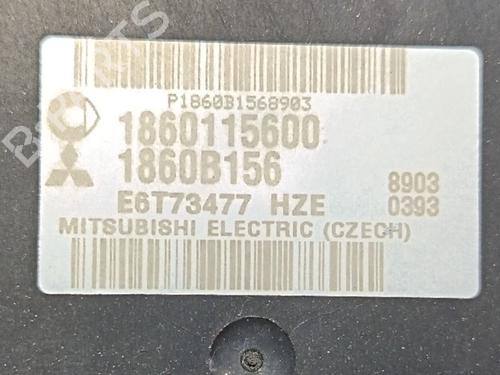 P1860B1568903
1860115600
1860B156
8903
E6T73477 HZE
0393
MITSUBISHI ELECTRIC (CZECH)